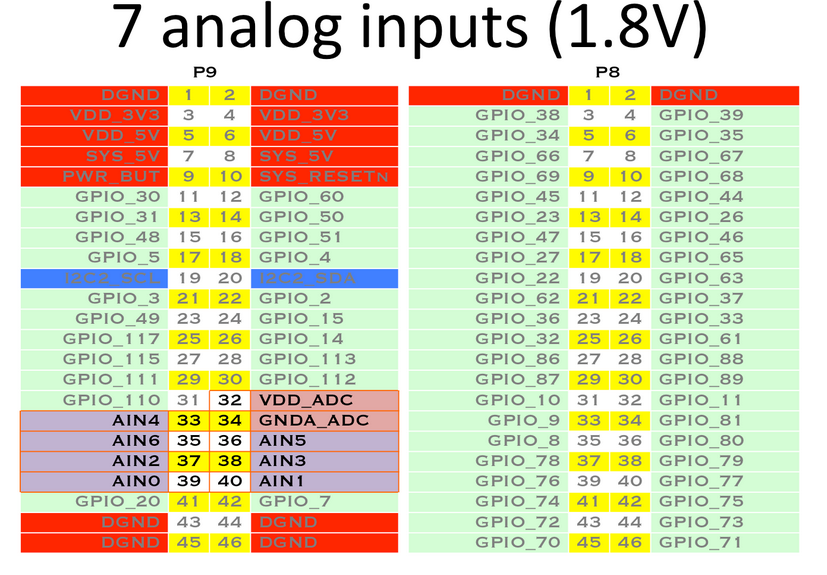 7 analog inputs (1.8V)
P9 P8
DGND 1 2 DGND DGND 1 2 DGND
VDD_3V3 3 4 VDD_3V3 GPIO_38 3 4 GPIO_39
VDD_5V 5 6 VDD_5V GPIO_34 5 6 GPIO_35
SYS_5V 7 8 SYS_5V GPIO_66 7 8 GPIO_67
PWR_BUT 9 10 SYS_RESETN GPIO_69 9 10 GPIO_68
GPIO_30 11 12 GPIO_60 GPIO_45 11 12 GPIO_44
GPIO_31 13 14 GPIO_50 GPIO_23 13 14 GPIO_26
GPIO_48 15 16 GPIO_51 GPIO_47 15 16 GPIO_46
GPIO_5 17 18 GPIO_4 GPIO_27 17 18 GPIO_65
I2C2_SCL 19 20 I2C2_SDA GPIO_22 19 20 GPIO_63
GPIO_3 21 22 GPIO_2 GPIO_62 21 22 GPIO_37
GPIO_49 23 24 GPIO_15 GPIO_36 23 24 GPIO_33
GPIO_117 25 26 GPIO_14 GPIO_32 25 26 GPIO_61
GPIO_115 27 28 GPIO_113 GPIO_86 27 28 GPIO_88
GPIO_111 29 30 GPIO_112 GPIO_87 29 30 GPIO_89
GPIO_110 31 32 VDD_ADC GPIO_10 31 32 GPIO_11
AIN4 33 34 GNDA_ADC GPIO_9 33 34 GPIO_81
AIN6 35 36 AIN5 GPIO_8 35 36 GPIO_80
AIN2 37 38 AIN3 GPIO_78 37 38 GPIO_79
AIN0 39 40 AIN1 GPIO_76 39 40 GPIO_77
GPIO_20 41 42 GPIO_7 GPIO_74 41 42 GPIO_75
DGND 43 44 DGND GPIO_72 43 44 GPIO_73
DGND 45 46 DGND GPIO_70 45 46 GPIO_71